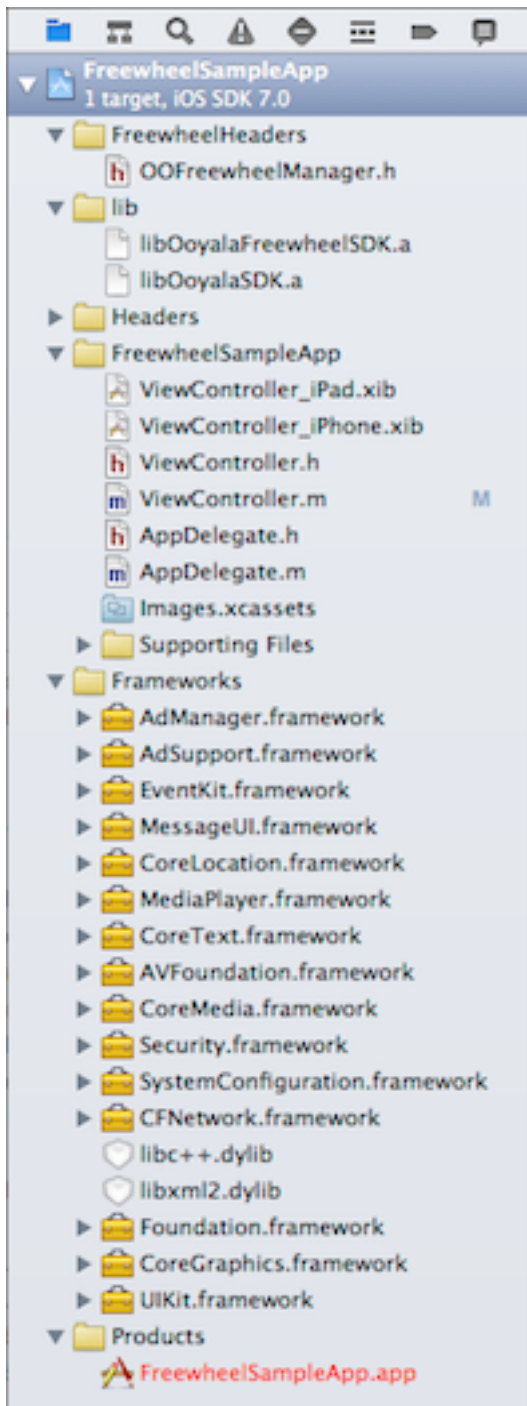 FreewheelSampleApp
1 target, iOS SDK 7.0
FreewheelHeaders
h OOFreewheelManager.h
lib
libOoyalaFreewheelSDK.a
libOoyalaSDK.a
Headers
FreewheelSampleApp
ViewController_iPad.xib
ViewController_iPhone.xib
h ViewController.h
m ViewController.m M
h AppDelegate.h
m AppDelegate.m
Images.xcassets
Supporting Files
Frameworks
AdManager.framework
AdSupport.framework
EventKit.framework
MessageUI.framework
CoreLocation.framework
MediaPlayer.framework
CoreText.framework
AVFoundation.framework
CoreMedia.framework
Security.framework
SystemConfiguration.framework
CFNetwork.framework
libc++.dylib
libxml2.dylib
Foundation.framework
CoreGraphics.framework
UIKit.framework
Products
FreewheelSampleApp.app